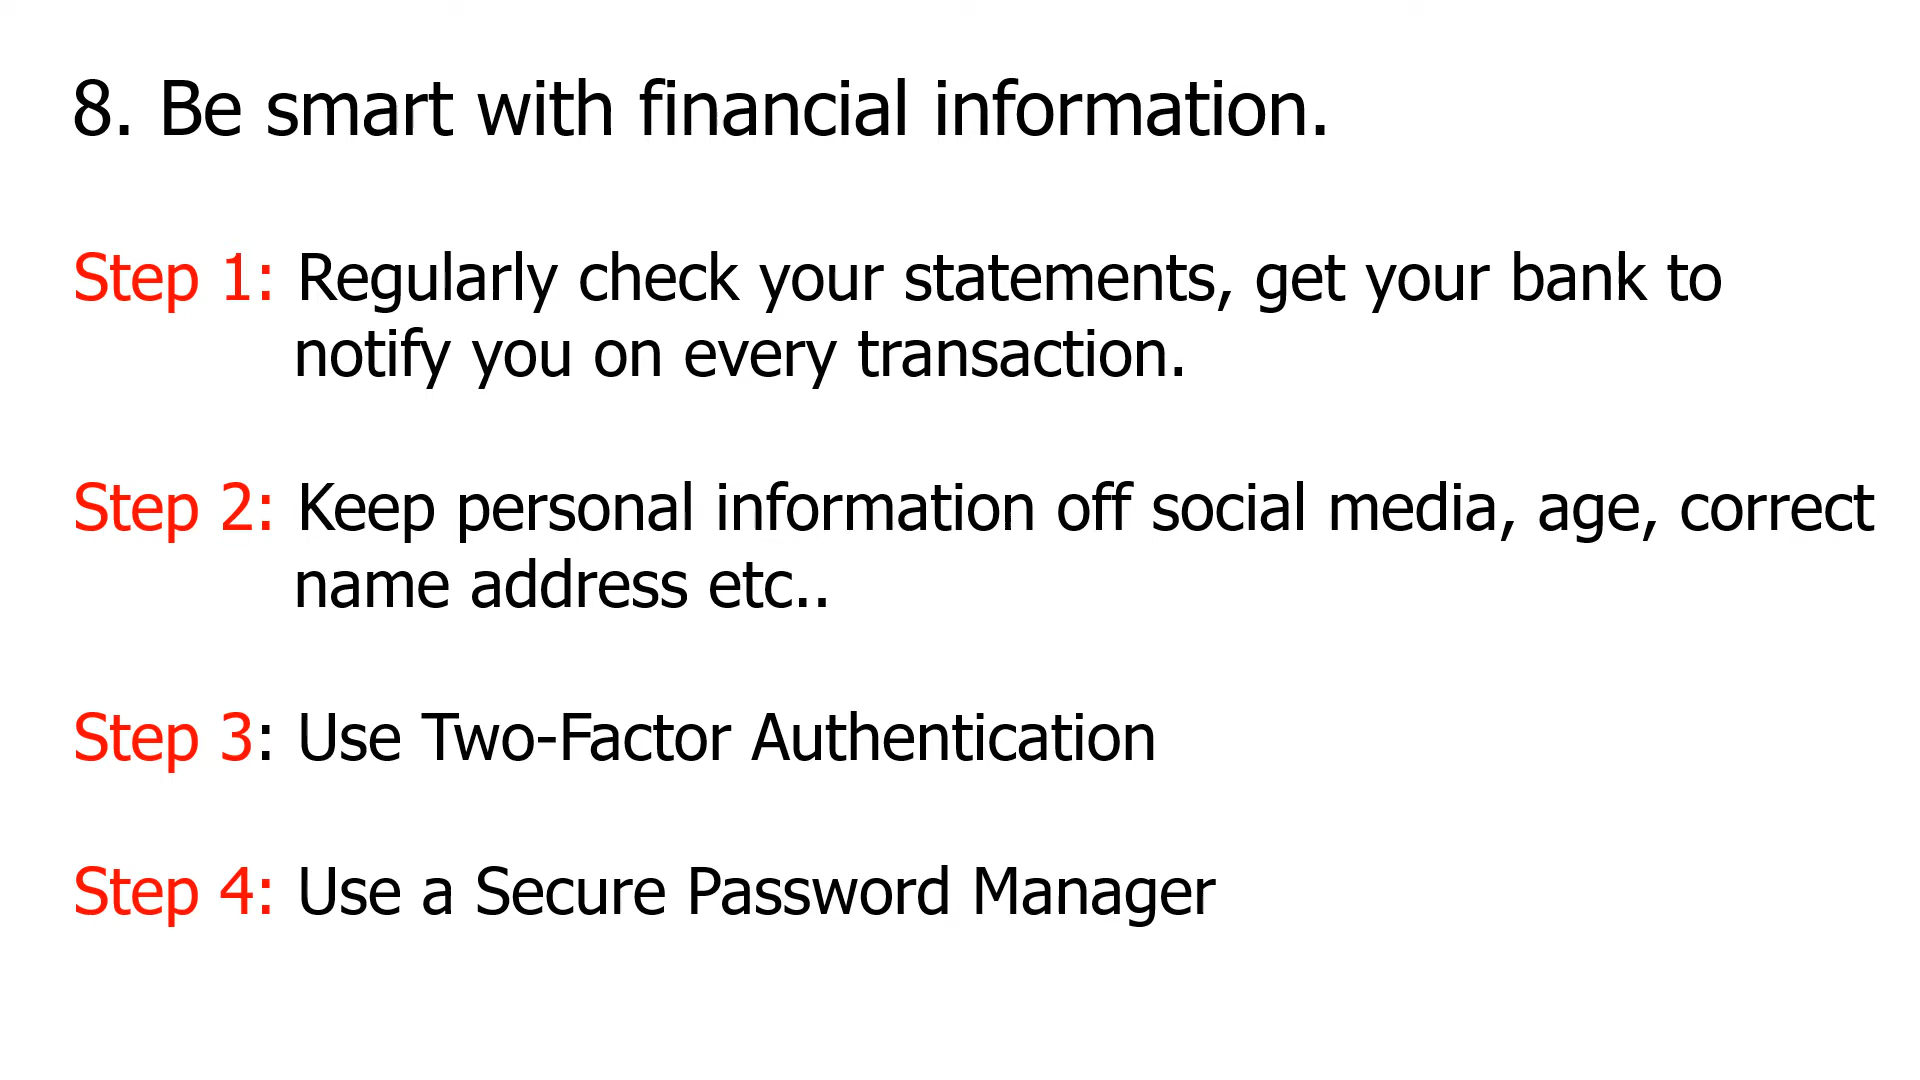 8. Be smart with financial information.
Step 1: Regularly check your statements, get your bank to
notify you on every transaction.
Step 2: Keep personal information off social media, age, correct
name address etc..
Step 3: Use Two-Factor Authentication
Step 4: Use a Secure Password Manager